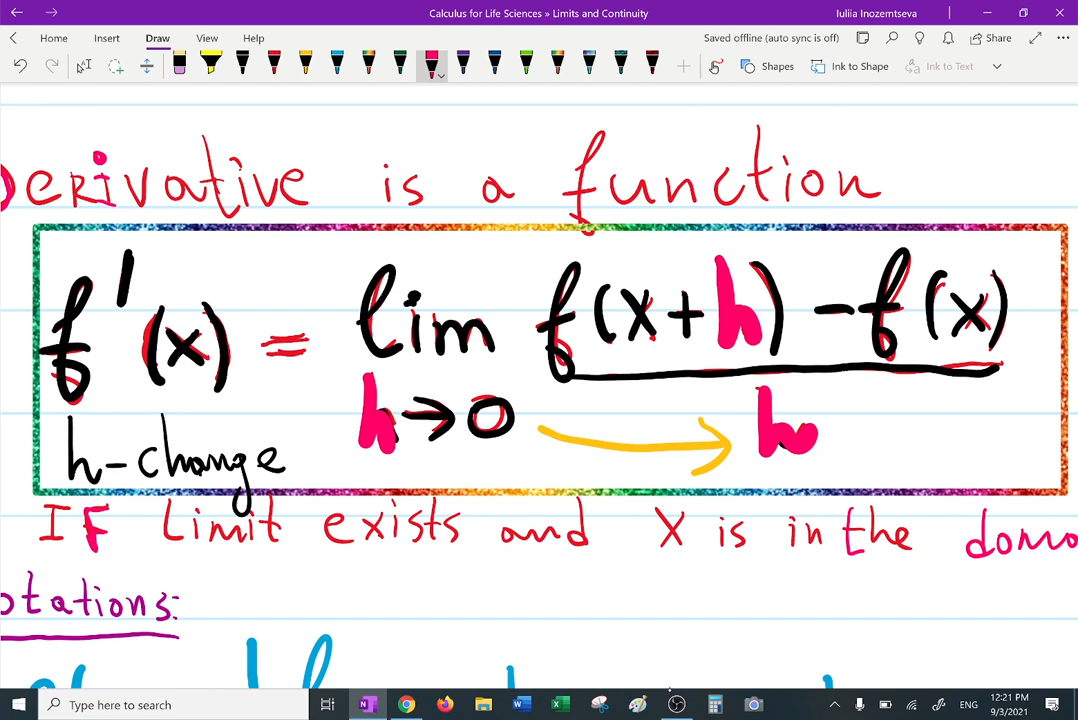 Calculus for Life Sciences » Limits and Continuity
Iuliia Inozemtseva
Home Insert Draw View Help
Saved offline (auto sync is off)
Share
Shapes Ink to Shape Ink to Text
Derivative is a function
f'(x) = lim f(x+h) - f(x)
h→0 h
h-change
IF Limit exists and X is in the doma
otations:
Type here to search
ENG
12:21 PM
9/3/2021